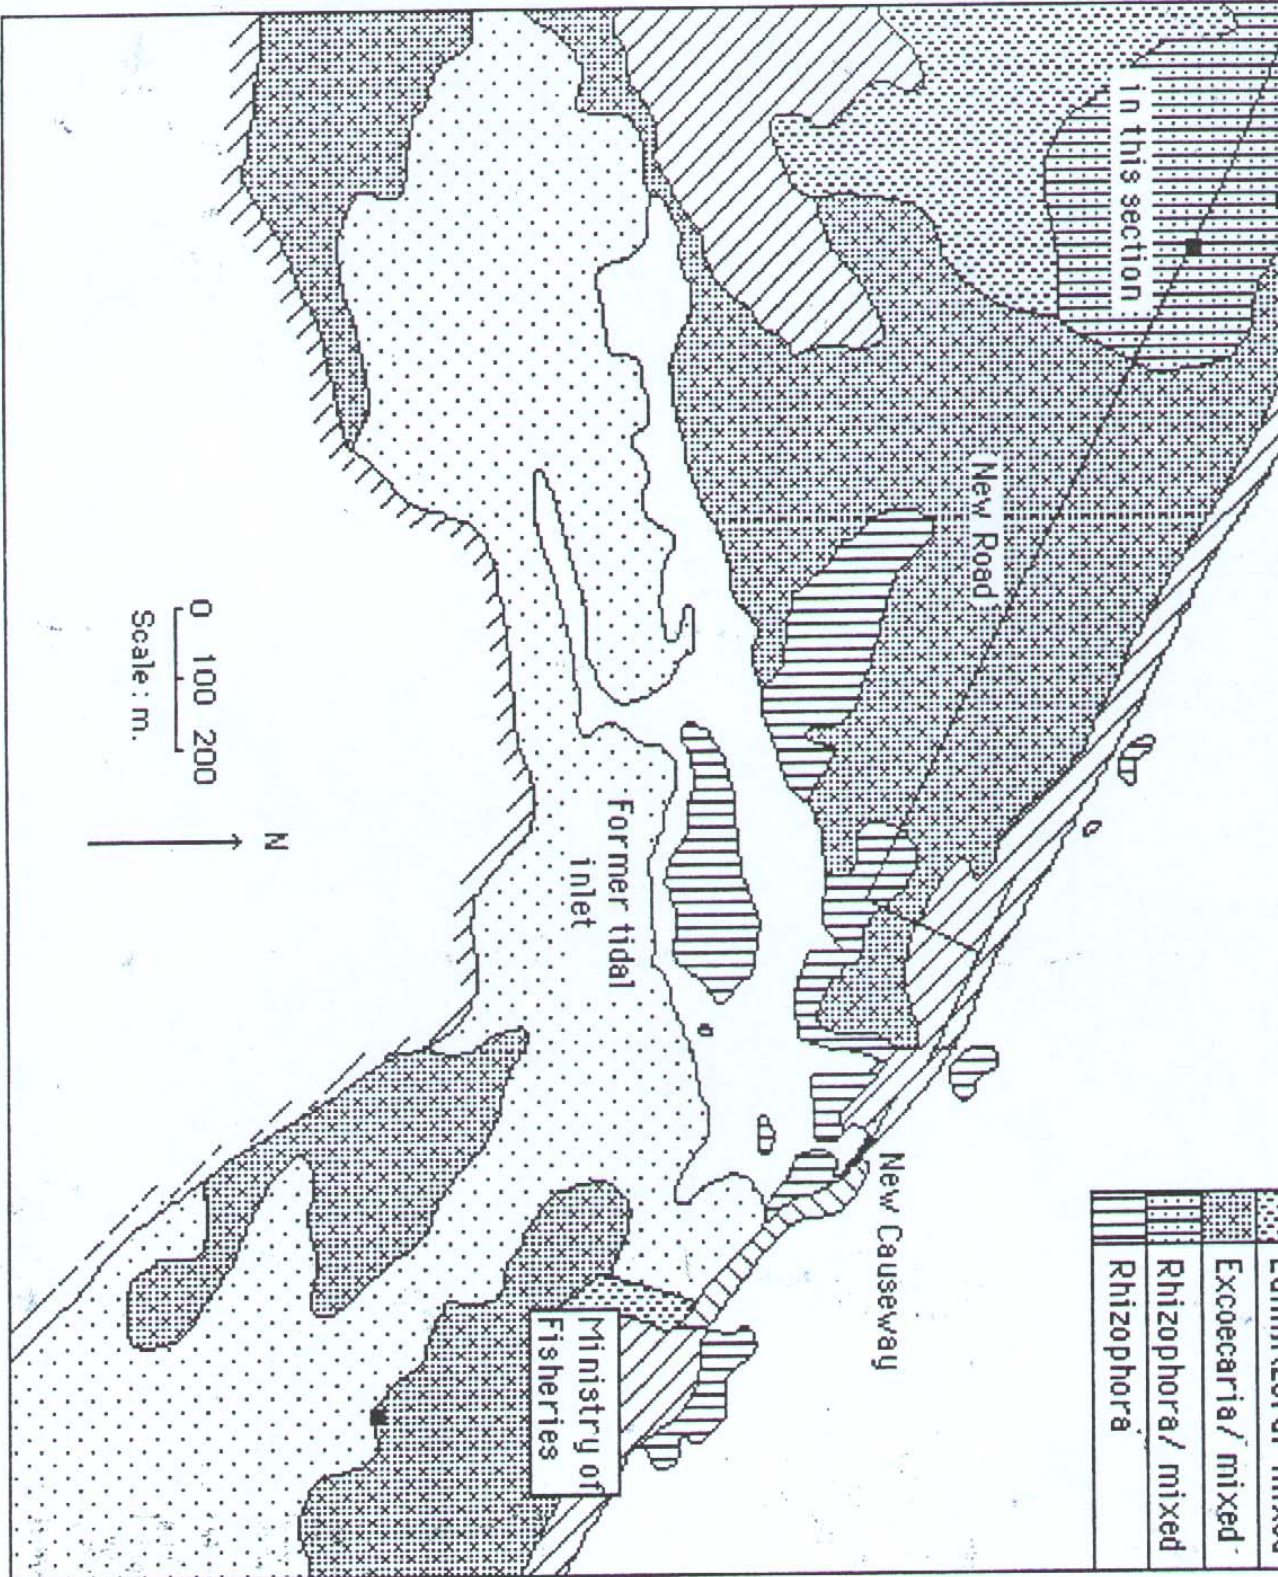 in this section
New Road
Former tidal
inlet
New Causeway
Ministry of
Fisheries
0 100 200
Scale: m.
N
Excoecaria/ mixed
Rhizophora/ mixed
Rhizophora